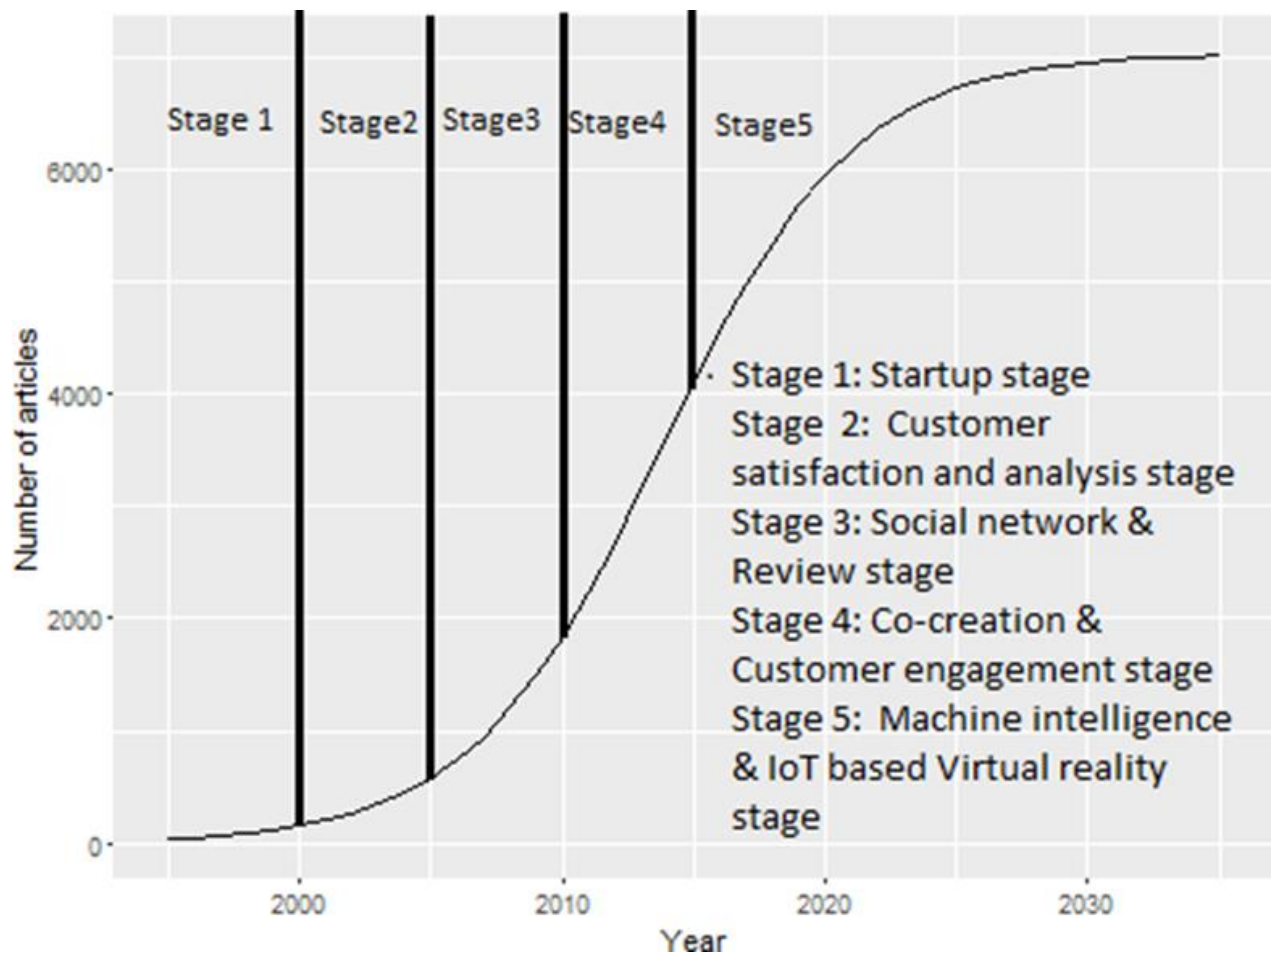 Stage 1
Stage2
Stage3
Stage4
Stage5
6000
4000
2000
0
Number of articles
Stage 1: Startup stage
Stage 2: Customer
satisfaction and analysis stage
Stage 3: Social network &
Review stage
Stage 4: Co-creation &
Customer engagement stage
Stage 5: Machine intelligence
& IoT based Virtual reality
stage
2000
2010
2020
2030
Year